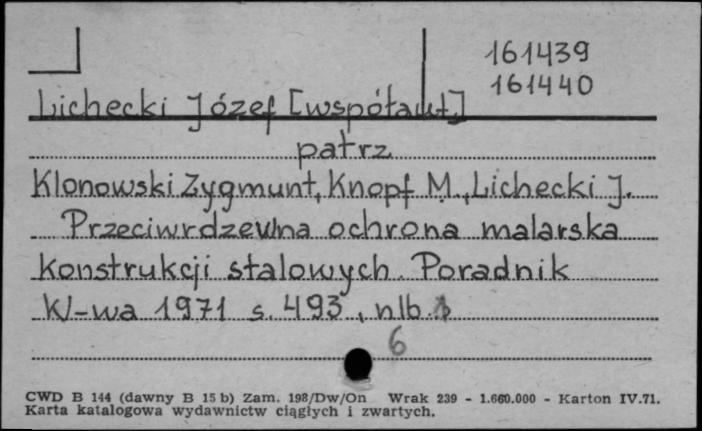 161439
161440
Lichecki Józef [współaut.]
patrz
Klonowski Zygmunt, Knopf M., Lichecki J.
Przeciwrdzewna ochrona malarska
konstrukcji stalowych. Poradnik
W-wa 1971 s. 493, nlb.
6
CWD B 144 (dawny B 15 b) Zam. 198/Dw/On Wrak 239 - 1.660.000 - Karton IV.71.
Karta katalogowa wydawnictw ciągłych i zwartych.